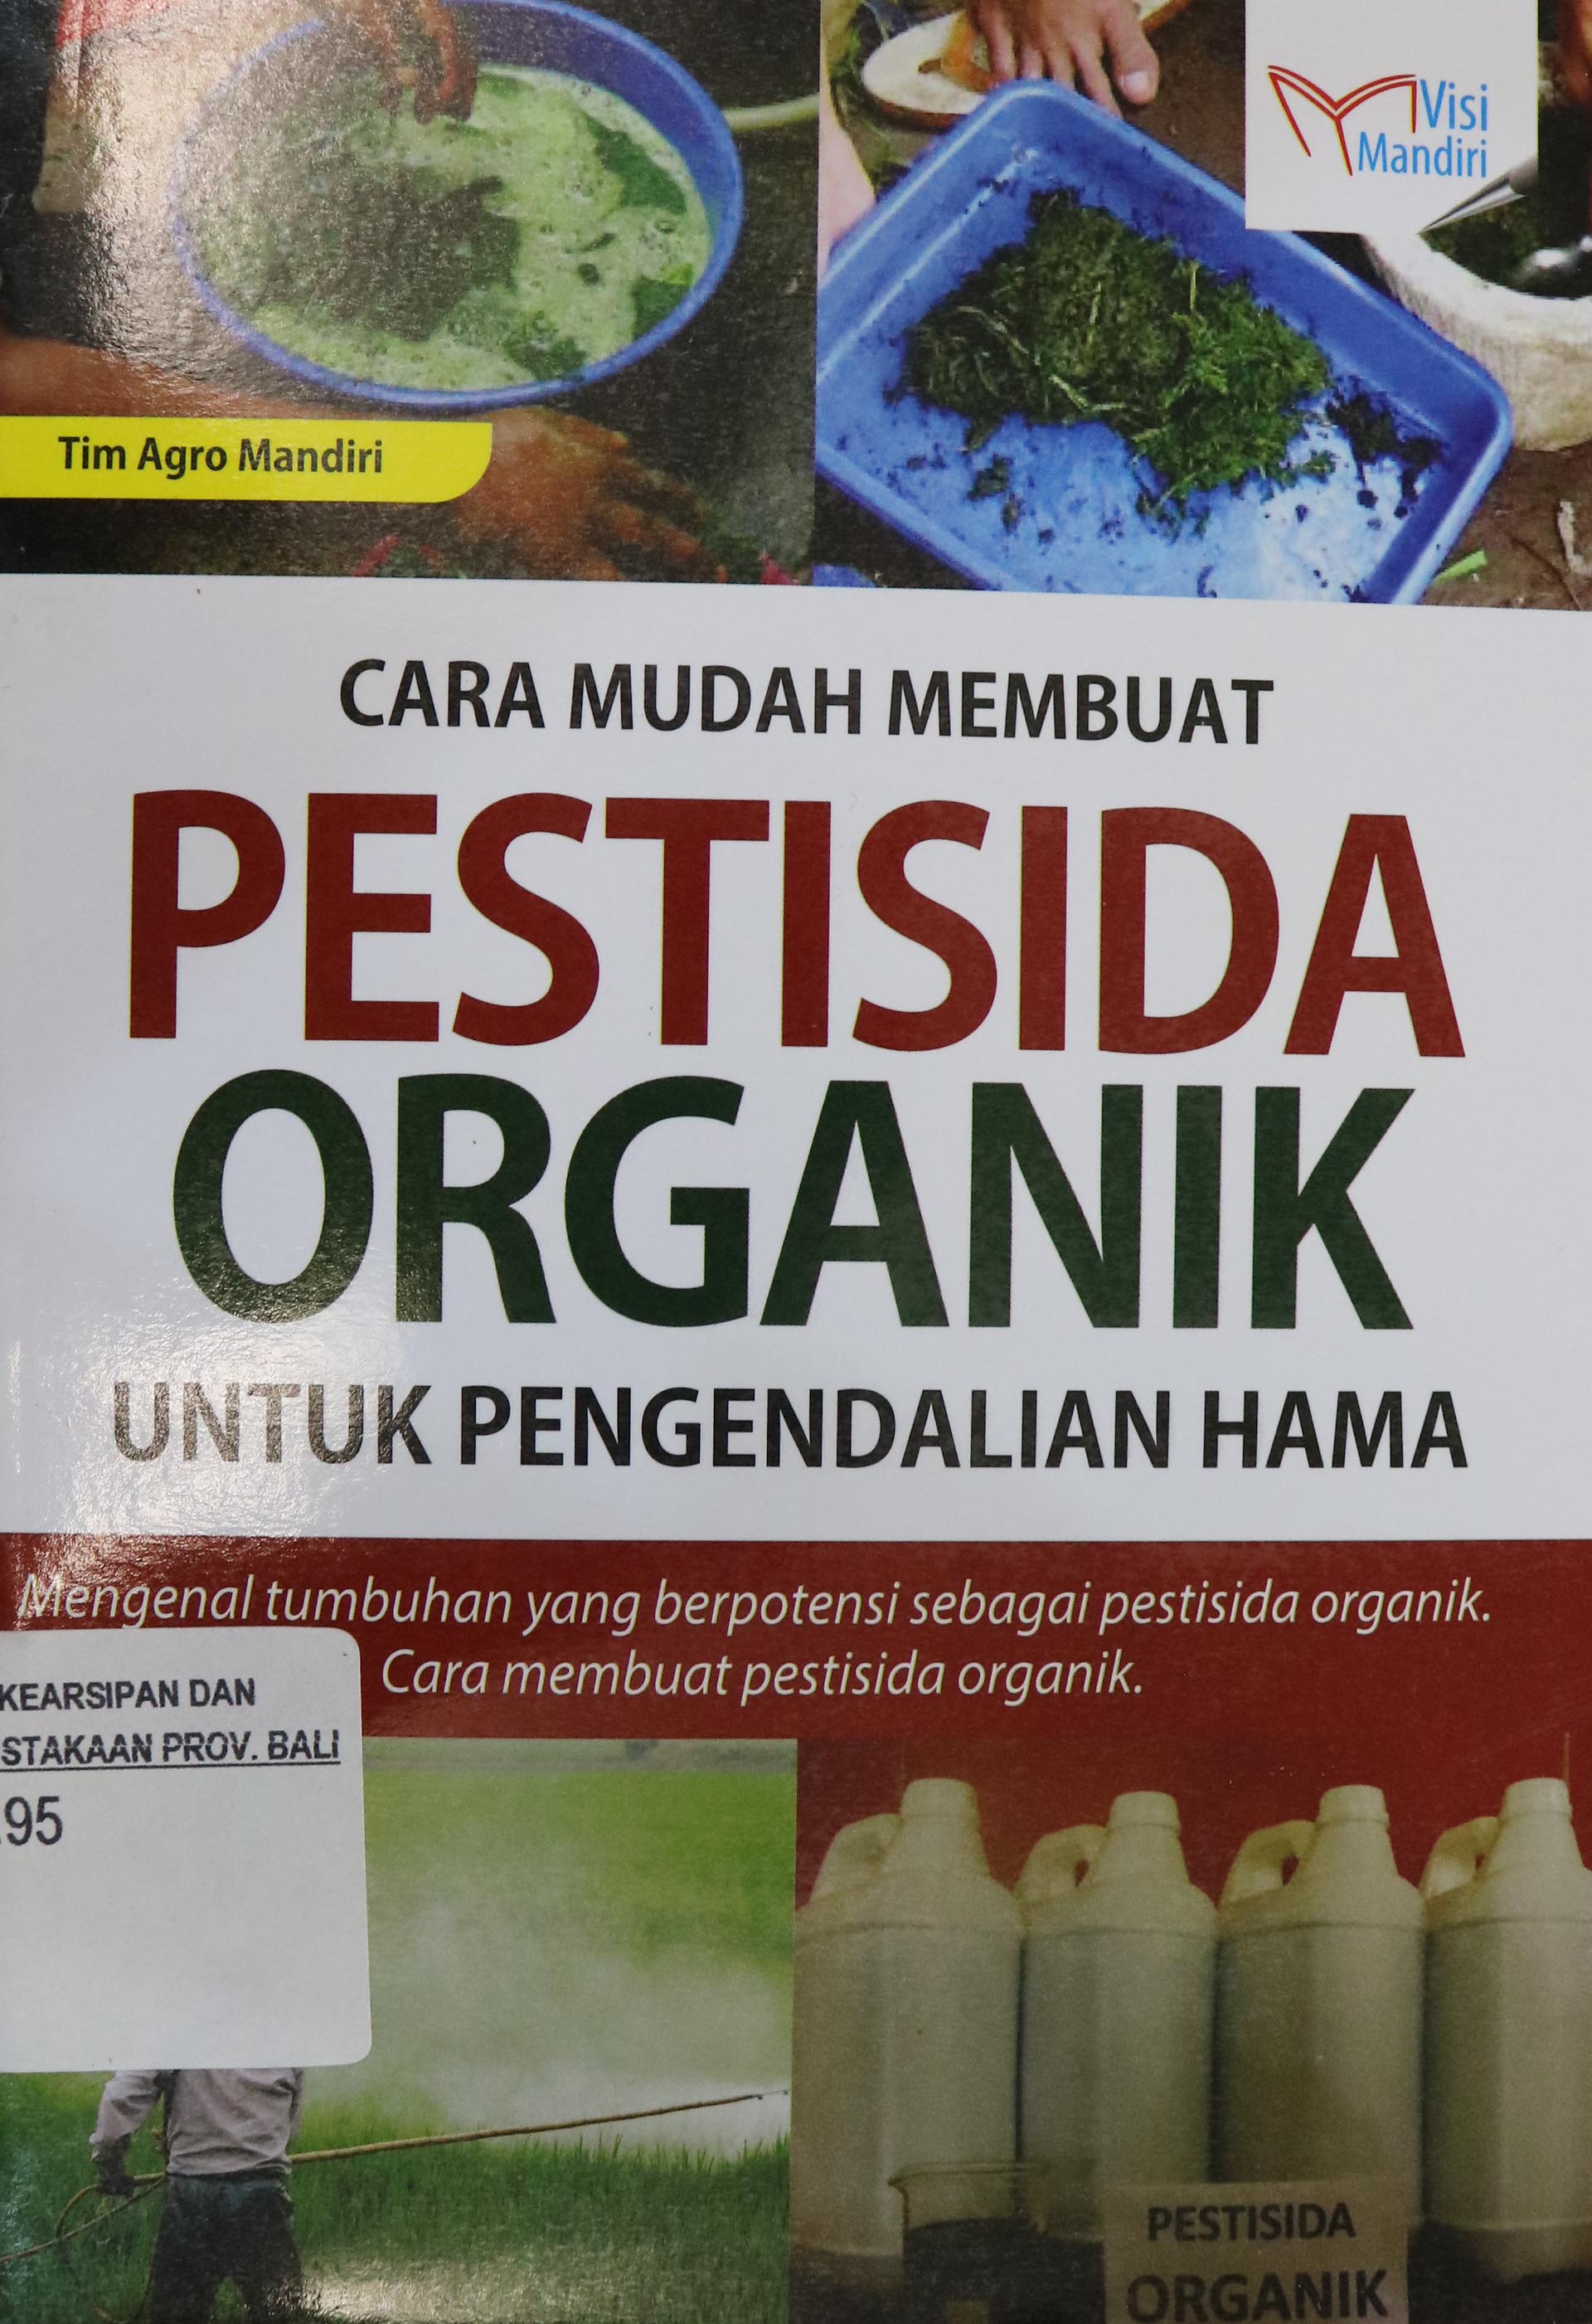 Visi
Mandiri
Tim Agro Mandiri
CARA MUDAH MEMBUAT
PESTISIDA
ORGANIK
UNTUK PENGENDALIAN HAMA
Mengenal tumbuhan yang berpotensi sebagai pestisida organik.
Cara membuat pestisida organik.
KEARSIPAN DAN
STAKAAN PROV. BALI
.95
PESTISIDA
ORGANIK